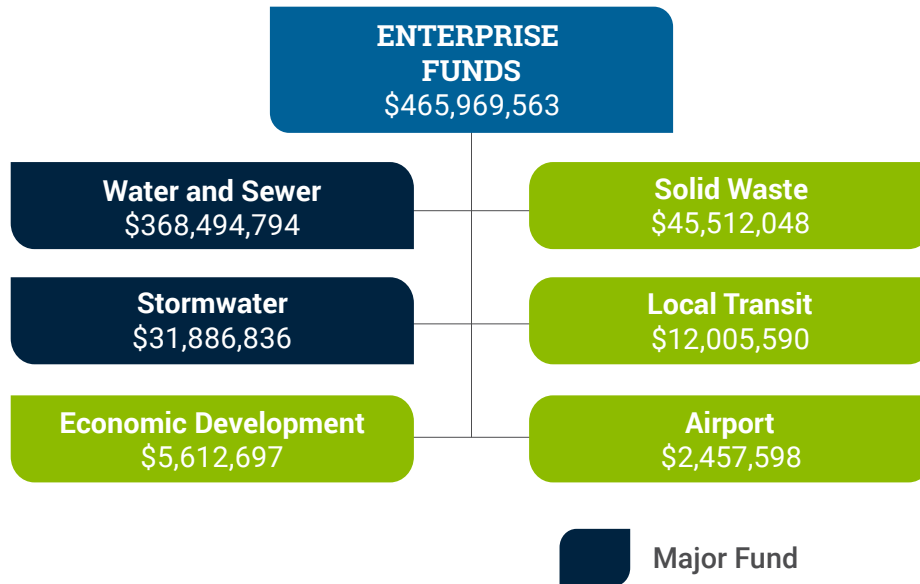 ENTERPRISE
FUNDS
$465,969,563
Water and Sewer
$368,494,794
Solid Waste
$45,512,048
Stormwater
$31,886,836
Local Transit
$12,005,590
Economic Development
$5,612,697
Airport
$2,457,598
Major Fund